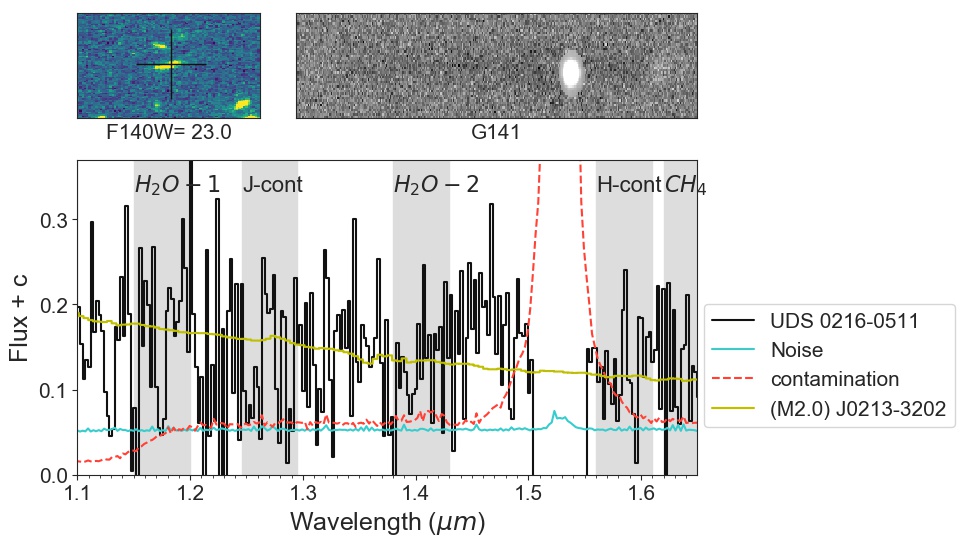 F140W= 23.0
G141
H₂O − 1
J-cont
H₂O − 2
H-cont
CH₄
Flux + c
0.3
0.2
0.1
0.0
1.1
1.2
1.3
1.4
1.5
1.6
Wavelength (μm)
UDS 0216-0511
Noise
contamination
(M2.0) J0213-3202